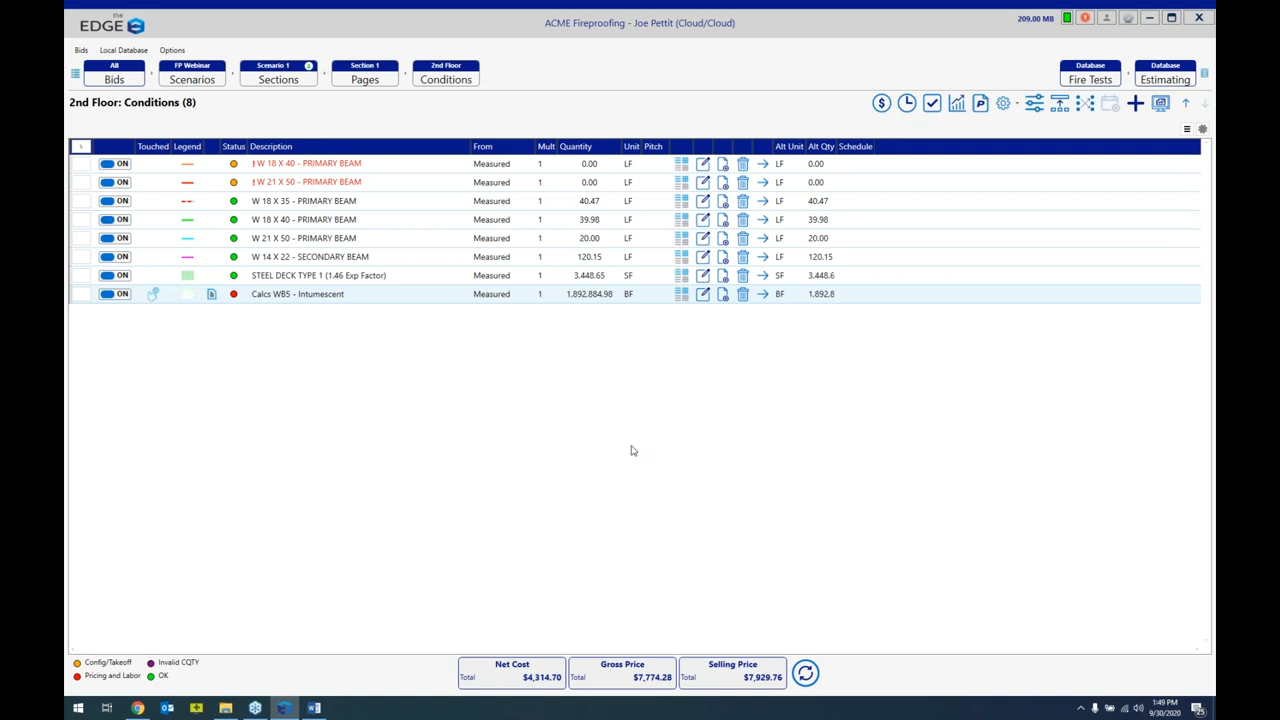 the
EDGE
ACME Fireproofing - Joe Pettit (Cloud/Cloud)
209.00 MB
Bids Local Database Options
All
Bids
FP Webinar
Scenarios
Scenario 1
Sections
Section 1
Pages
2nd Floor
Conditions
Database
Fire Tests
Database
Estimating
2nd Floor: Conditions (8)
Touched Legend Status Description From Mult Quantity Unit Pitch Alt Unit Alt Qty Schedule
ON ! W 18 X 40 - PRIMARY BEAM Measured 1 0.00 LF LF 0.00
ON ! W 21 X 50 - PRIMARY BEAM Measured 1 0.00 LF LF 0.00
ON W 18 X 35 - PRIMARY BEAM Measured 1 40.47 LF LF 40.47
ON W 18 X 40 - PRIMARY BEAM Measured 1 39.98 LF LF 39.98
ON W 21 X 50 - PRIMARY BEAM Measured 1 20.00 LF LF 20.00
ON W 14 X 22 - SECONDARY BEAM Measured 1 120.15 LF LF 120.15
ON STEEL DECK TYPE 1 (1.46 Exp Factor) Measured 1 3,448.65 SF SF 3,448.6
ON Calcs WB5 - Intumescent Measured 1 1,892,884.98 BF BF 1,892.8
Config/Takeoff Invalid CQTY
Pricing and Labor OK
Net Cost
Total $4,314.70
Gross Price
Total $7,774.28
Selling Price
Total $7,929.76
1:49 PM
9/30/2020
25